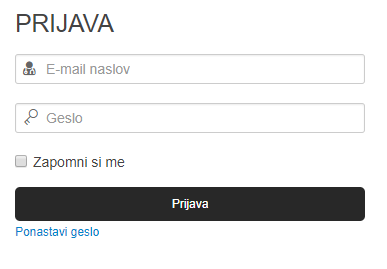 PRIJAVA
E-mail naslov
Geslo
Zapomni si me
Prijava
Ponastavi geslo